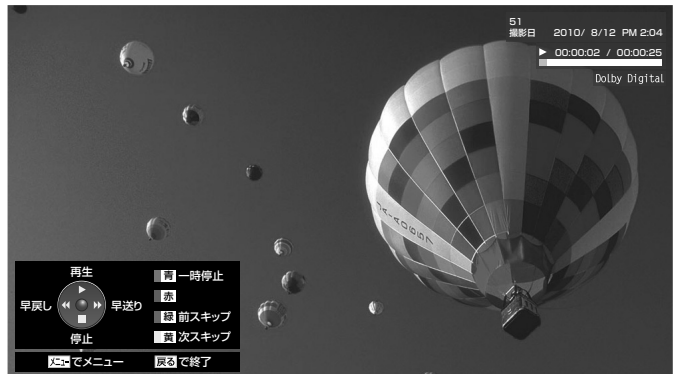 51
撮影日 2010/ 8/12 PM 2:04
00:00:02 / 00:00:25
Dolby Digital
JA-A0657
再生
早戻し 早送り
停止
青 一時停止
赤
緑 前スキップ
黄 次スキップ
メニュー でメニュー 戻る で終了